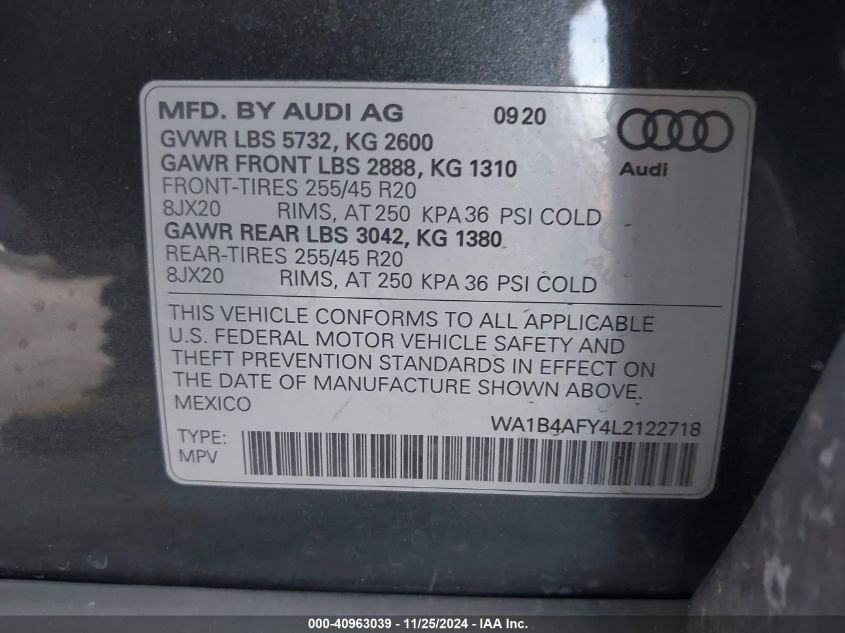 MFD. BY AUDI AG 09 20
GVWR LBS 5732, KG 2600
GAWR FRONT LBS 2888, KG 1310
Audi
FRONT-TIRES 255/45 R20
8JX20 RIMS, AT 250 KPA 36 PSI COLD
GAWR REAR LBS 3042, KG 1380
REAR-TIRES 255/45 R20
8JX20 RIMS, AT 250 KPA 36 PSI COLD
THIS VEHICLE CONFORMS TO ALL APPLICABLE
U.S. FEDERAL MOTOR VEHICLE SAFETY AND
THEFT PREVENTION STANDARDS IN EFFECT ON
THE DATE OF MANUFACTURE SHOWN ABOVE.
MEXICO
WA1B4AFY4L2122718
TYPE:
MPV
000-40963039 - 11/25/2024 - IAA Inc.